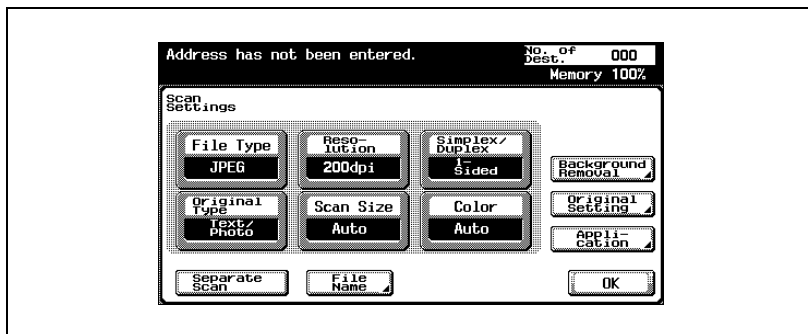 Address has not been entered.
No. of
Dest.
000
Memory 100%
Scan
Settings
File Type
JPEG
Reso-
lution
200dpi
Simplex/
Duplex
1-
Sided
Original
Type
Text/
Photo
Scan Size
Auto
Color
Auto
Background
Removal
Original
Setting
Appli-
cation
Separate
Scan
File
Name
OK